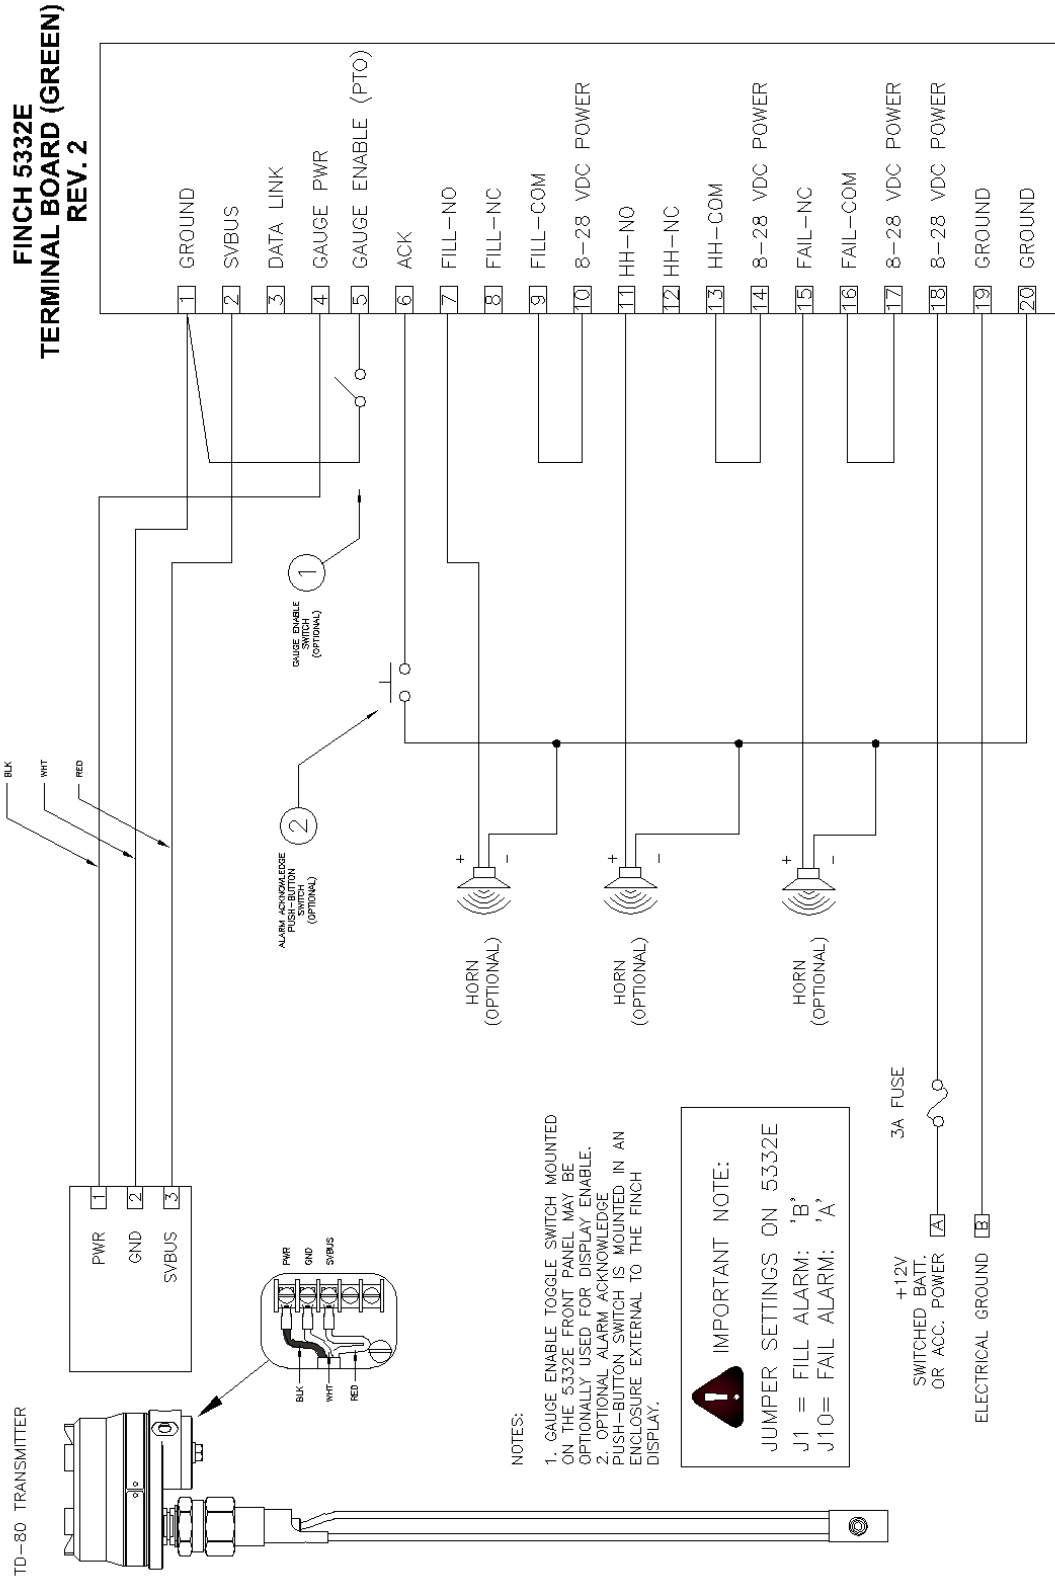 FINCH 5332E
TERMINAL BOARD (GREEN)
REV. 2
1 GROUND
2 SVBUS
3 DATA LINK
4 GAUGE PWR
5 GAUGE ENABLE (PTO)
6 ACK
7 FILL-NO
8 FILL-NC
9 FILL-COM
10 8-28 VDC POWER
11 HH-NO
12 HH-NC
13 HH-COM
14 8-28 VDC POWER
15 FAIL-NC
16 FAIL-COM
17 8-28 VDC POWER
18 8-28 VDC POWER
19 GROUND
20 GROUND
1
GAUGE ENABLE
SWITCH
(OPTIONAL)
2
ALARM ACKNOWLEDGE
PUSH-BUTTON
SWITCH
(OPTIONAL)
BLK
WHT
RED
+
-
HORN
(OPTIONAL)
+
-
HORN
(OPTIONAL)
+
-
HORN
(OPTIONAL)
PWR 1
GND 2
SVBUS 3
PWR
GND
SVBUS
BLK
WHT
RED
TD-80 TRANSMITTER
NOTES:
1. GAUGE ENABLE TOGGLE SWITCH MOUNTED
ON THE 5332E FRONT PANEL MAY BE
OPTIONALLY USED FOR DISPLAY ENABLE.
2. OPTIONAL ALARM ACKNOWLEDGE
PUSH-BUTTON SWITCH IS MOUNTED IN AN
ENCLOSURE EXTERNAL TO THE FINCH
DISPLAY.
! IMPORTANT NOTE:
JUMPER SETTINGS ON 5332E
J1 = FILL ALARM: 'B'
J10= FAIL ALARM: 'A'
3A FUSE
+12V
SWITCHED BATT.
OR ACC. POWER A
ELECTRICAL GROUND B